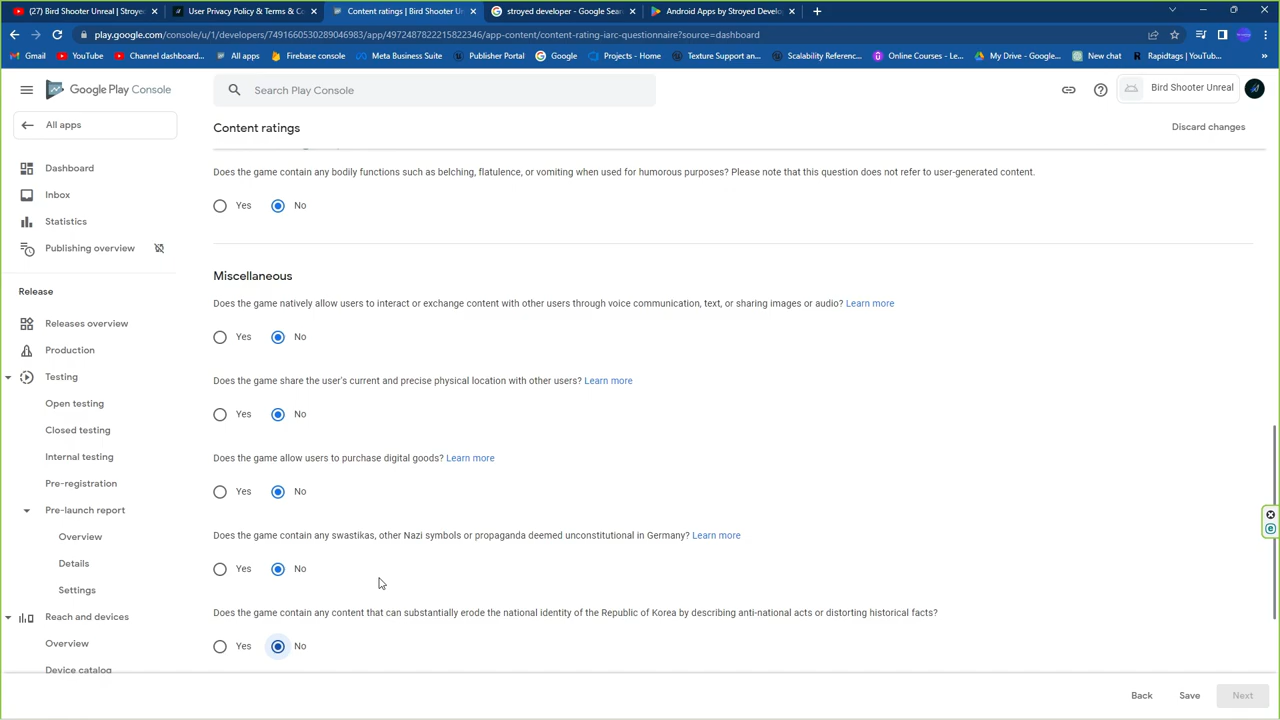 (27) Bird Shooter Unreal | Stroye
User Privacy Policy & Terms & Co
Content ratings | Bird Shooter Un
stroyed developer - Google Sear
Android Apps by Stroyed Develo
play.google.com/console/u/1/developers/7491660530289046983/app/4972487822215822346/app-content/content-rating-iarc-questionnaire?source=dashboard
Gmail
YouTube
Channel dashboard...
All apps
Firebase console
Meta Business Suite
Publisher Portal
Google
Projects - Home
Texture Support an...
Scalability Referenc...
Online Courses - Le...
My Drive - Google...
New chat
Rapidtags | YouTub...
Google Play Console
Search Play Console
Bird Shooter Unreal
All apps
Content ratings
Discard changes
Dashboard
Inbox
Statistics
Publishing overview
Release
Releases overview
Production
Testing
Open testing
Closed testing
Internal testing
Pre-registration
Pre-launch report
Overview
Details
Settings
Reach and devices
Overview
Device catalog
Does the game contain any bodily functions such as belching, flatulence, or vomiting when used for humorous purposes? Please note that this question does not refer to user-generated content.
Yes No
Miscellaneous
Does the game natively allow users to interact or exchange content with other users through voice communication, text, or sharing images or audio? Learn more
Yes No
Does the game share the user's current and precise physical location with other users? Learn more
Yes No
Does the game allow users to purchase digital goods? Learn more
Yes No
Does the game contain any swastikas, other Nazi symbols or propaganda deemed unconstitutional in Germany? Learn more
Yes No
Does the game contain any content that can substantially erode the national identity of the Republic of Korea by describing anti-national acts or distorting historical facts?
Yes No
Back
Save
Next